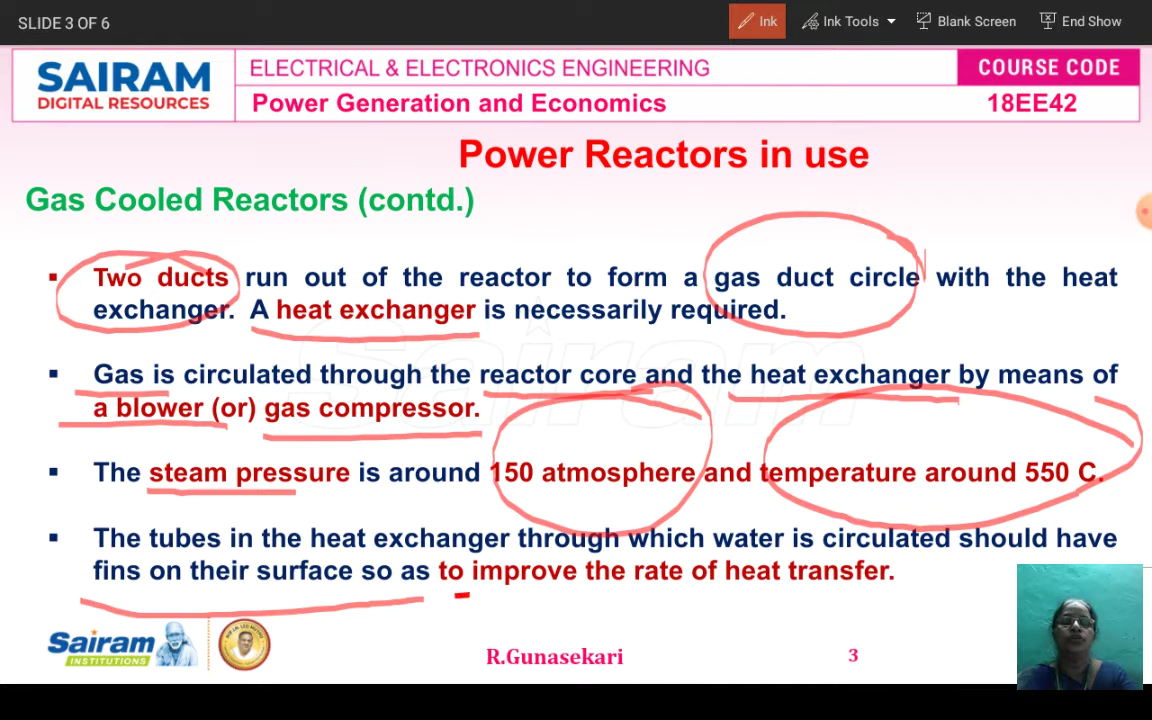 SLIDE 3 OF 6
Ink
Ink Tools
Blank Screen
End Show
SAIRAM
DIGITAL RESOURCES
ELECTRICAL & ELECTRONICS ENGINEERING
COURSE CODE
Power Generation and Economics
18EE42
Power Reactors in use
Gas Cooled Reactors (contd.)
▪ Two ducts run out of the reactor to form a gas duct circle with the heat
exchanger. A heat exchanger is necessarily required.
▪ Gas is circulated through the reactor core and the heat exchanger by means of
a blower (or) gas compressor.
▪ The steam pressure is around 150 atmosphere and temperature around 550 C.
▪ The tubes in the heat exchanger through which water is circulated should have
fins on their surface so as to improve the rate of heat transfer.
Sairam
INSTITUTIONS
R.Gunasekari
3